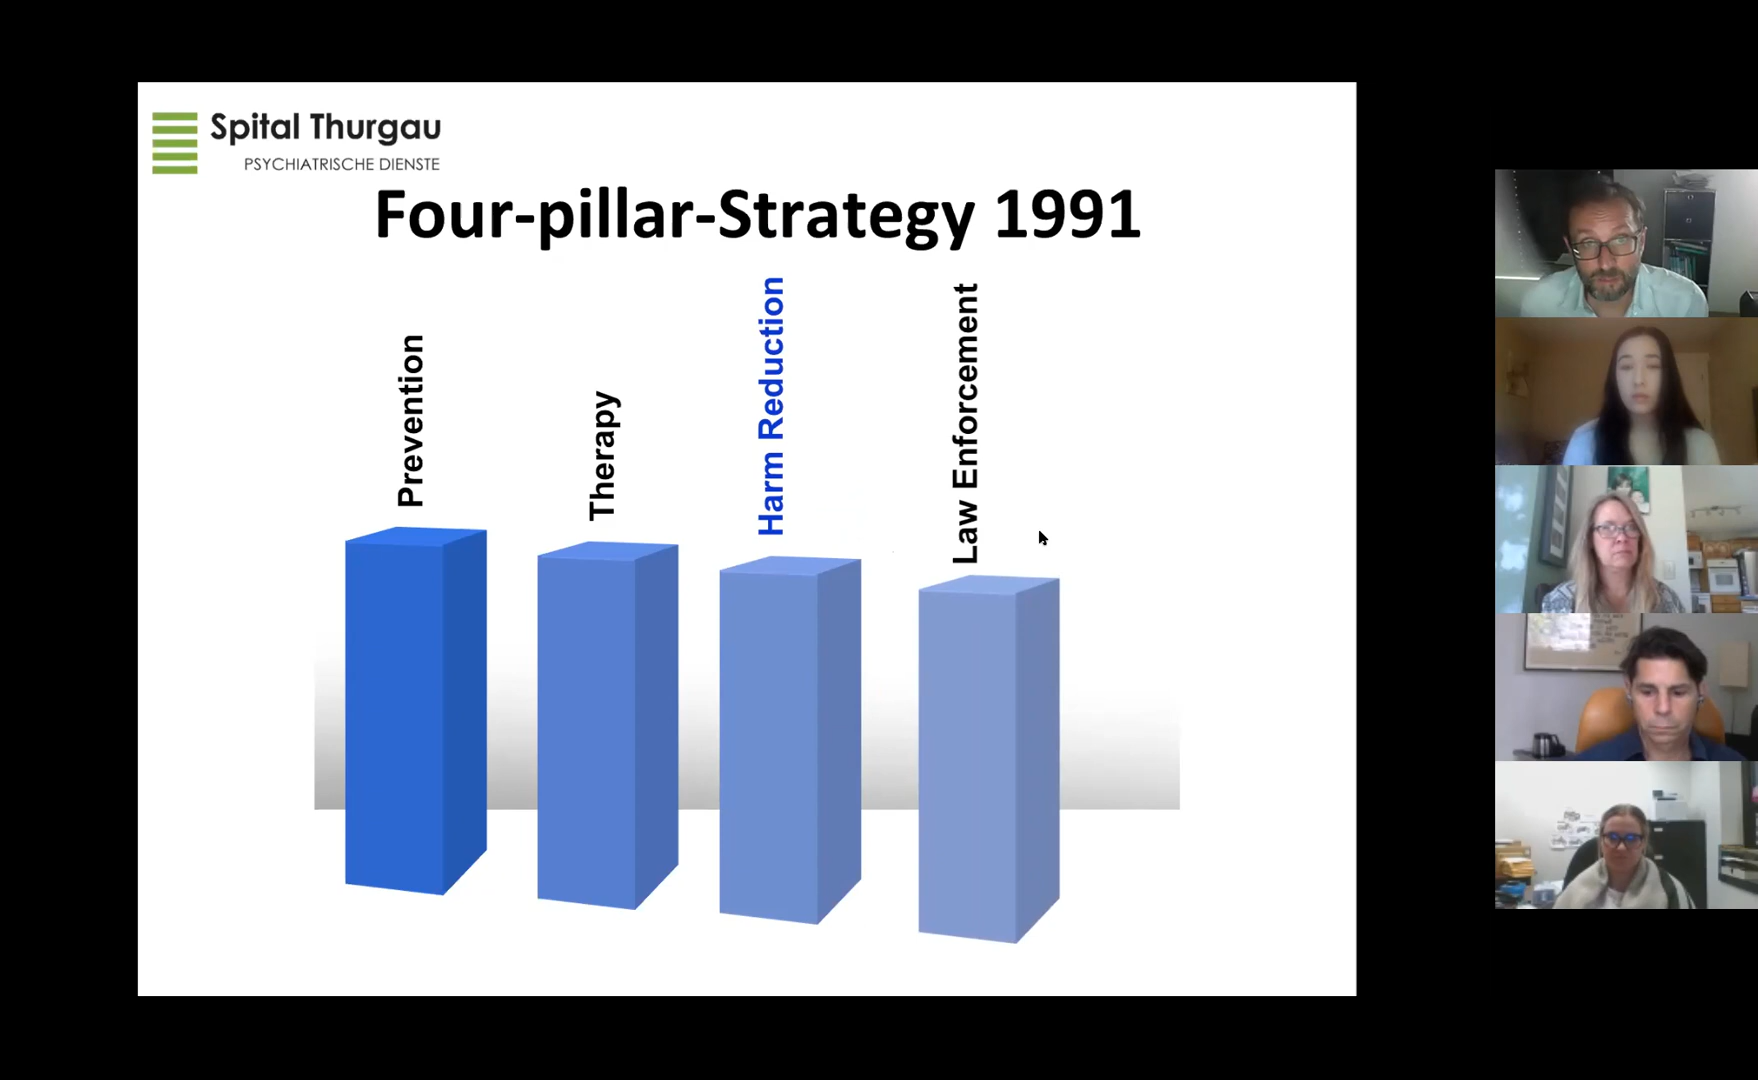 Spital Thurgau
PSYCHIATRISCHE DIENSTE
Four-pillar-Strategy 1991
Prevention
Therapy
Harm Reduction
Law Enforcement